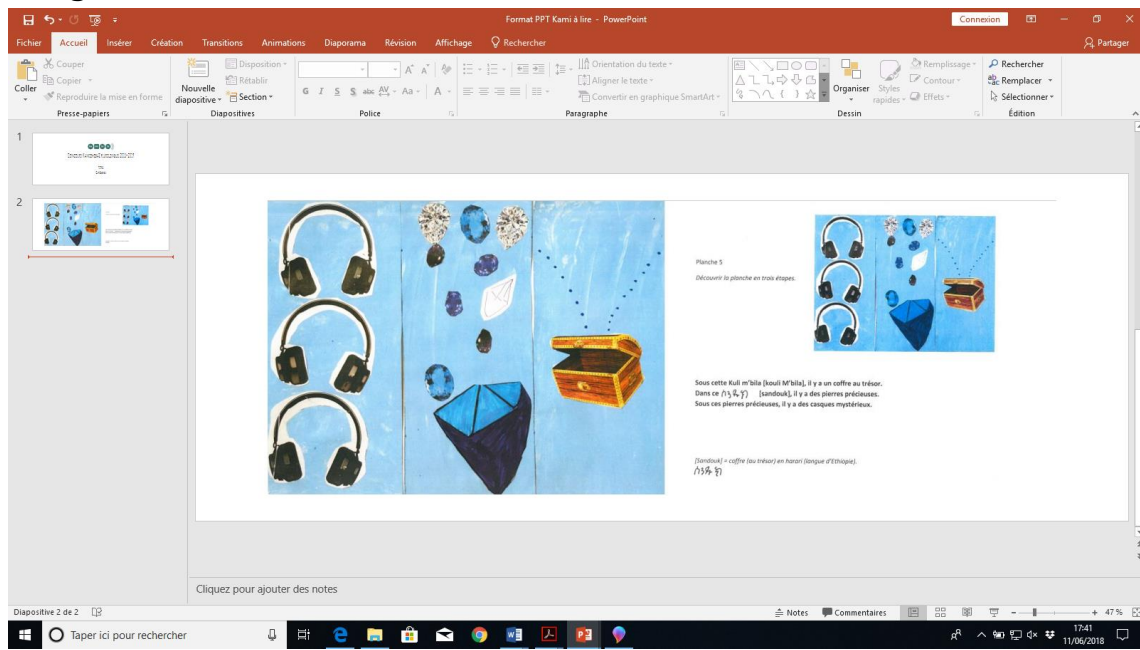 Format PPT Kami à lire - PowerPoint
Connexion
Fichier Accueil Insérer Création Transitions Animations Diaporama Révision Affichage Rechercher
Partager
Coller
Couper
Copier
Reproduire la mise en forme
Presse-papiers
Nouvelle diapositive
Disposition
Rétablir
Section
Diapositives
G I S S abc AV Aa A
Police
Orientation du texte
Aligner le texte
Convertir en graphique SmartArt
Paragraphe
Organiser
Styles rapides
Remplissage
Contour
Effets
Dessin
Rechercher
Remplacer
Sélectionner
Édition
1
2
Planche 5
Découvrir la planche en trois étapes.
Sous cette Kuli m'bila [kouli M'bila], il y a un coffre au trésor.
Dans ce [sandouk], il y a des pierres précieuses.
Sous ces pierres précieuses, il y a des casques mystérieux.
[Sandouk] = coffre (au trésor) en harari (langue d'Ethiopie).
Cliquez pour ajouter des notes
Diapositive 2 de 2
Notes Commentaires
47 %
Taper ici pour rechercher
17:41
11/06/2018